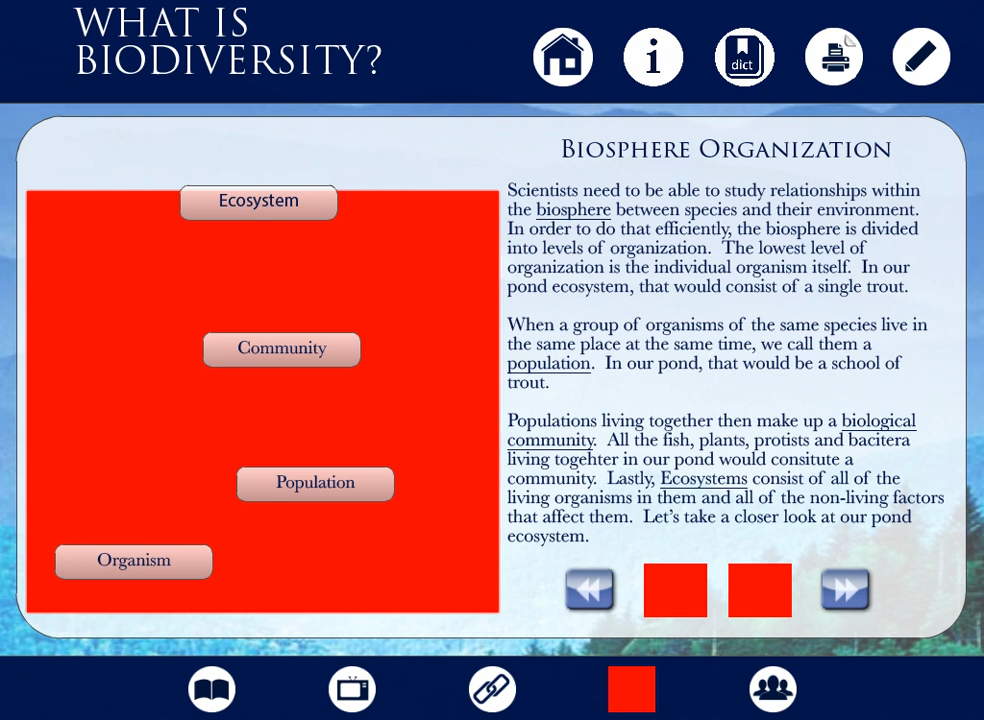 WHAT IS
BIODIVERSITY?
dict
Biosphere Organization
Ecosystem
Community
Population
Organism
Scientists need to be able to study relationships within
the biosphere between species and their environment.
In order to do that efficiently, the biosphere is divided
into levels of organization.  The lowest level of
organization is the individual organism itself.  In our
pond ecosystem, that would consist of a single trout.
When a group of organisms of the same species live in
the same place at the same time, we call them a
population.  In our pond, that would be a school of
trout.
Populations living together then make up a biological
community.  All the fish, plants, protists and bacitera
living togehter in our pond would consitute a
community.  Lastly, Ecosystems consist of all of the
living organisms in them and all of the non-living factors
that affect them.  Let's take a closer look at our pond
ecosystem.